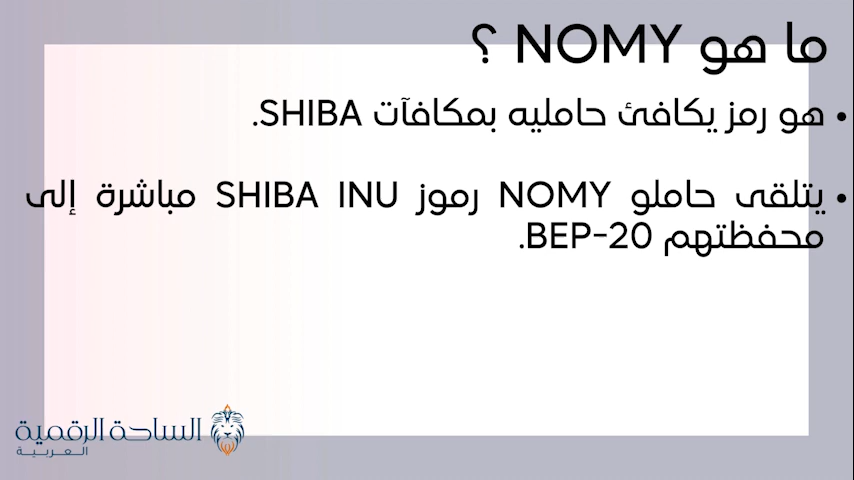 ما هو NOMY ؟
• هو رمز يكافئ حامليه بمكافآت SHIBA.
• يتلقى حاملو NOMY رموز SHIBA INU مباشرة إلى
محفظتهم BEP-20.
الساحة الرقمية
العربية